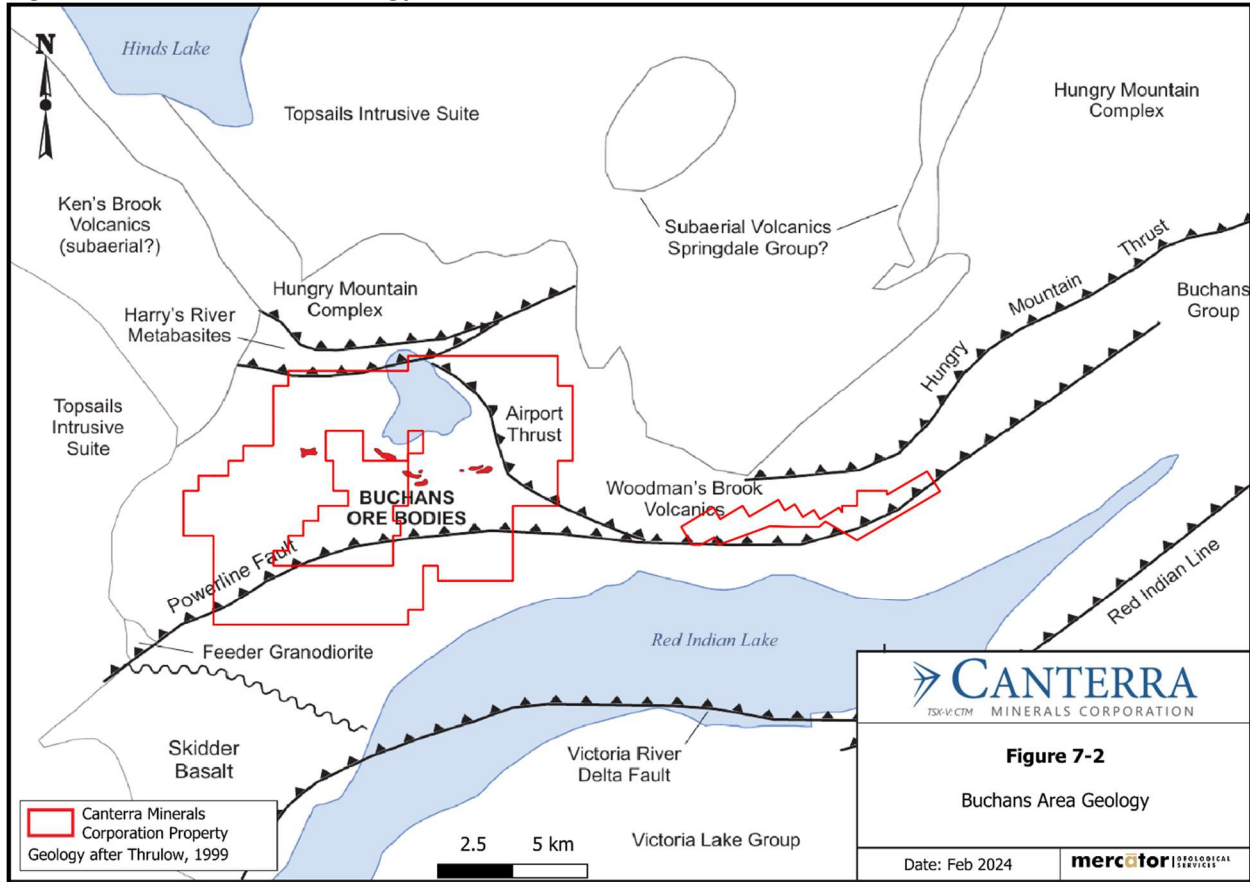 N
Hinds Lake
Topsails Intrusive Suite
Hungry Mountain
Complex
Ken's Brook
Volcanics
(subaerial?)
Subaerial Volcanics
Springdale Group?
Hungry Mountain Thrust
Hungry Mountain
Complex
Buchans
Group
Harry's River
Metabasites
Topsails
Intrusive
Suite
Airport
Thrust
Woodman's Brook
Volcanics
BUCHANS
ORE BODIES
Powerline Fault
Red Indian Line
Feeder Granodiorite
Red Indian Lake
Skidder
Basalt
Victoria River
Delta Fault
Victoria Lake Group
Canterra Minerals
Corporation Property
Geology after Thrulow, 1999
2.5 5 km
CANTERRA
TSX-V: CTM MINERALS CORPORATION
Figure 7-2
Buchans Area Geology
Date: Feb 2024
mercator GEOLOGICAL
SERVICES